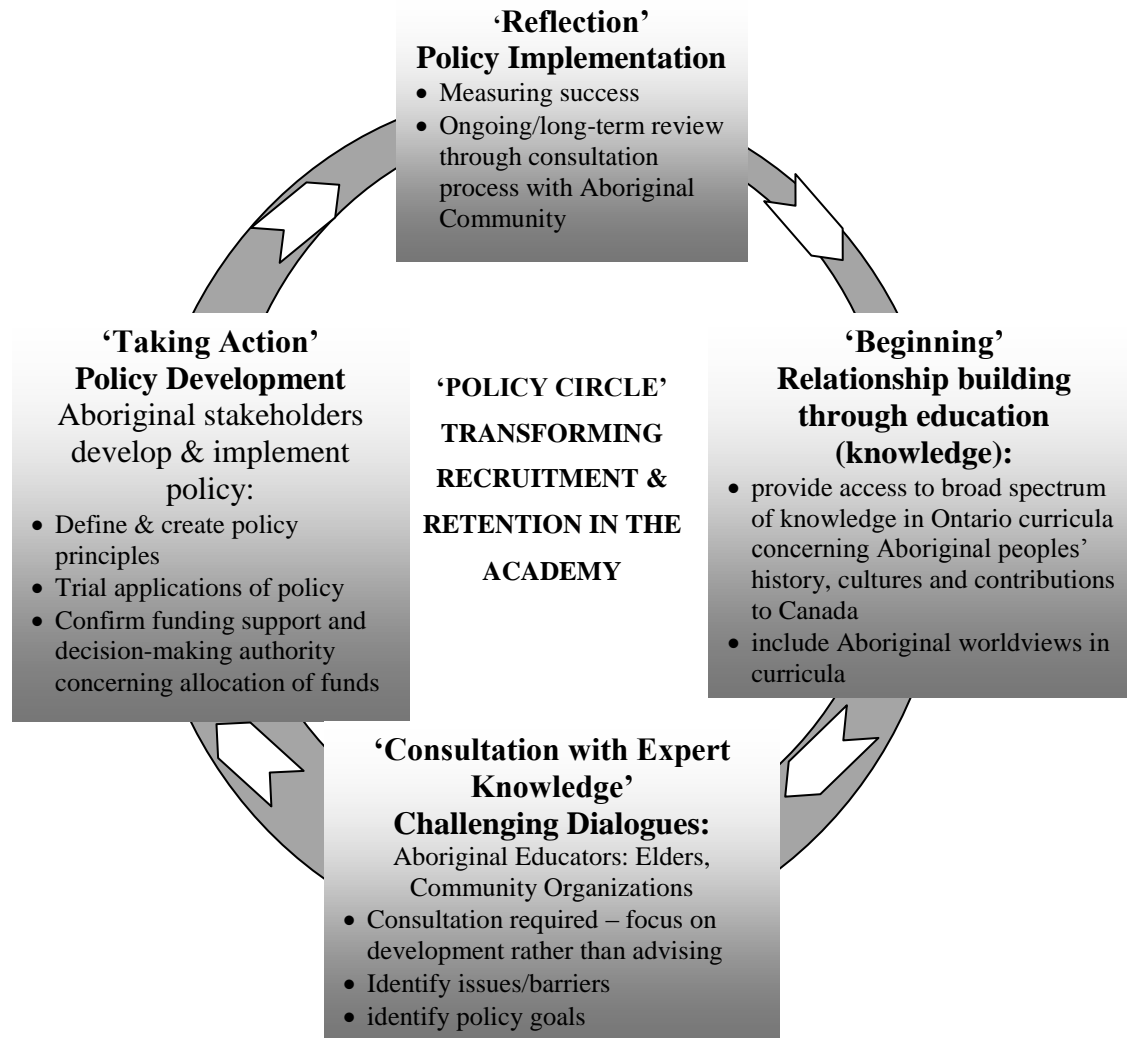 ‘Reflection’
Policy Implementation
• Measuring success
• Ongoing/long-term review
through consultation
process with Aboriginal
Community
‘Taking Action’
Policy Development
Aboriginal stakeholders
develop & implement
policy:
• Define & create policy
principles
• Trial applications of policy
• Confirm funding support and
decision-making authority
concerning allocation of funds
‘POLICY CIRCLE’
TRANSFORMING
RECRUITMENT &
RETENTION IN THE
ACADEMY
‘Beginning’
Relationship building
through education
(knowledge):
• provide access to broad spectrum
of knowledge in Ontario curricula
concerning Aboriginal peoples’
history, cultures and contributions
to Canada
• include Aboriginal worldviews in
curricula
‘Consultation with Expert
Knowledge’
Challenging Dialogues:
Aboriginal Educators: Elders,
Community Organizations
• Consultation required – focus on
development rather than advising
• Identify issues/barriers
• identify policy goals